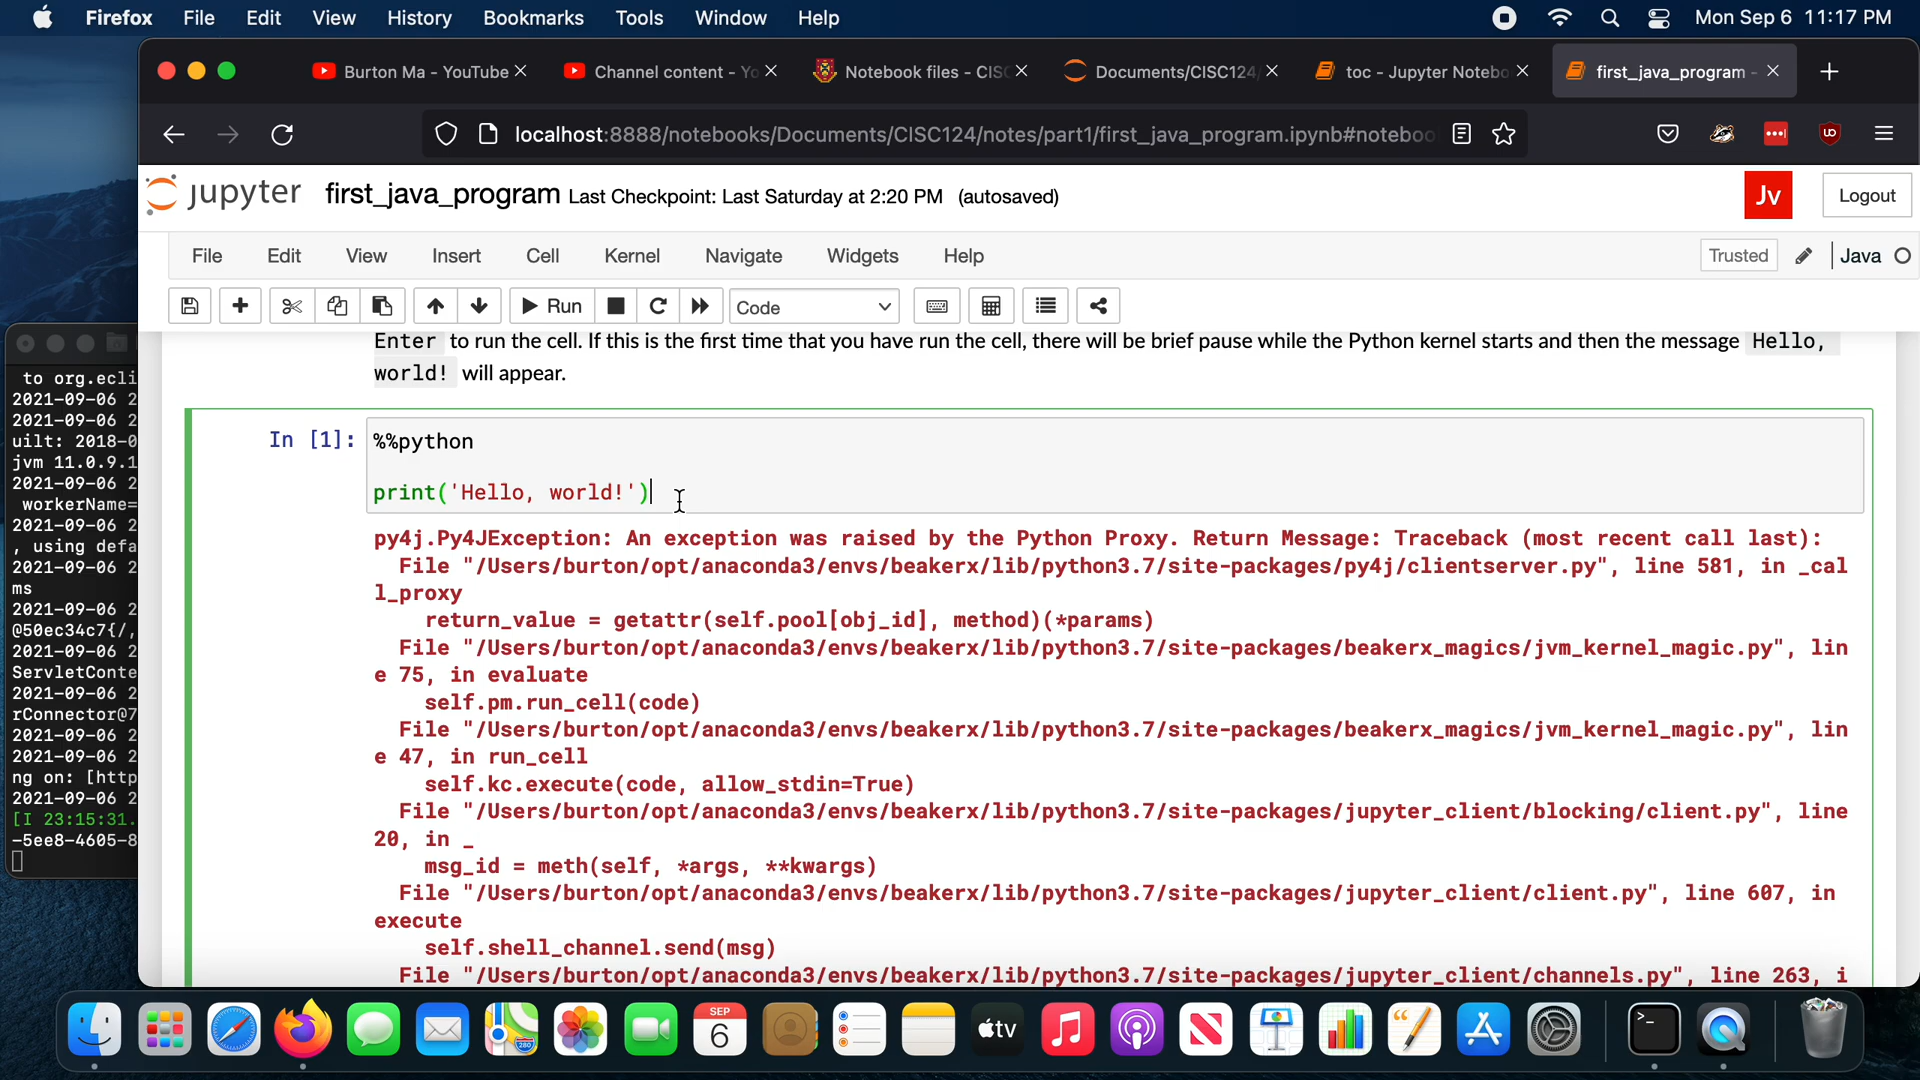 Firefox File Edit View History Bookmarks Tools Window Help Mon Sep 6 11:17 PM
Burton Ma - YouTube Channel content - Yo Notebook files - CISC Documents/CISC124/ toc - Jupyter Notebo first_java_program -
localhost:8888/notebooks/Documents/CISC124/notes/part1/first_java_program.ipynb#noteboo
jupyter first_java_program Last Checkpoint: Last Saturday at 2:20 PM (autosaved) Jv Logout
File Edit View Insert Cell Kernel Navigate Widgets Help Trusted Java
Run Code
Enter to run the cell. If this is the first time that you have run the cell, there will be brief pause while the Python kernel starts and then the message Hello,
world! will appear.
In [1]: %%python
print('Hello, world!')
py4j.Py4JException: An exception was raised by the Python Proxy. Return Message: Traceback (most recent call last):
File "/Users/burton/opt/anaconda3/envs/beakerx/lib/python3.7/site-packages/py4j/clientserver.py", line 581, in _cal
l_proxy
return_value = getattr(self.pool[obj_id], method)(*params)
File "/Users/burton/opt/anaconda3/envs/beakerx/lib/python3.7/site-packages/beakerx_magics/jvm_kernel_magic.py", lin
e 75, in evaluate
self.pm.run_cell(code)
File "/Users/burton/opt/anaconda3/envs/beakerx/lib/python3.7/site-packages/beakerx_magics/jvm_kernel_magic.py", lin
e 47, in run_cell
self.kc.execute(code, allow_stdin=True)
File "/Users/burton/opt/anaconda3/envs/beakerx/lib/python3.7/site-packages/jupyter_client/blocking/client.py", line
20, in _
msg_id = meth(self, *args, **kwargs)
File "/Users/burton/opt/anaconda3/envs/beakerx/lib/python3.7/site-packages/jupyter_client/client.py", line 607, in
execute
self.shell_channel.send(msg)
File "/Users/burton/opt/anaconda3/envs/beakerx/lib/python3.7/site-packages/jupyter_client/channels.py", line 263, i
to org.ecli
2021-09-06 2
2021-09-06 2
uilt: 2018-0
jvm 11.0.9.1
2021-09-06 2
workerName=
2021-09-06 2
, using defa
2021-09-06 2
ms
2021-09-06 2
@50ec34c7{/,
2021-09-06 2
ServletConte
2021-09-06 2
rConnector@7
2021-09-06 2
2021-09-06 2
ng on: [http
2021-09-06 2
[I 23:15:31.
-5ee8-4605-8
SEP
6
280
tv
>_